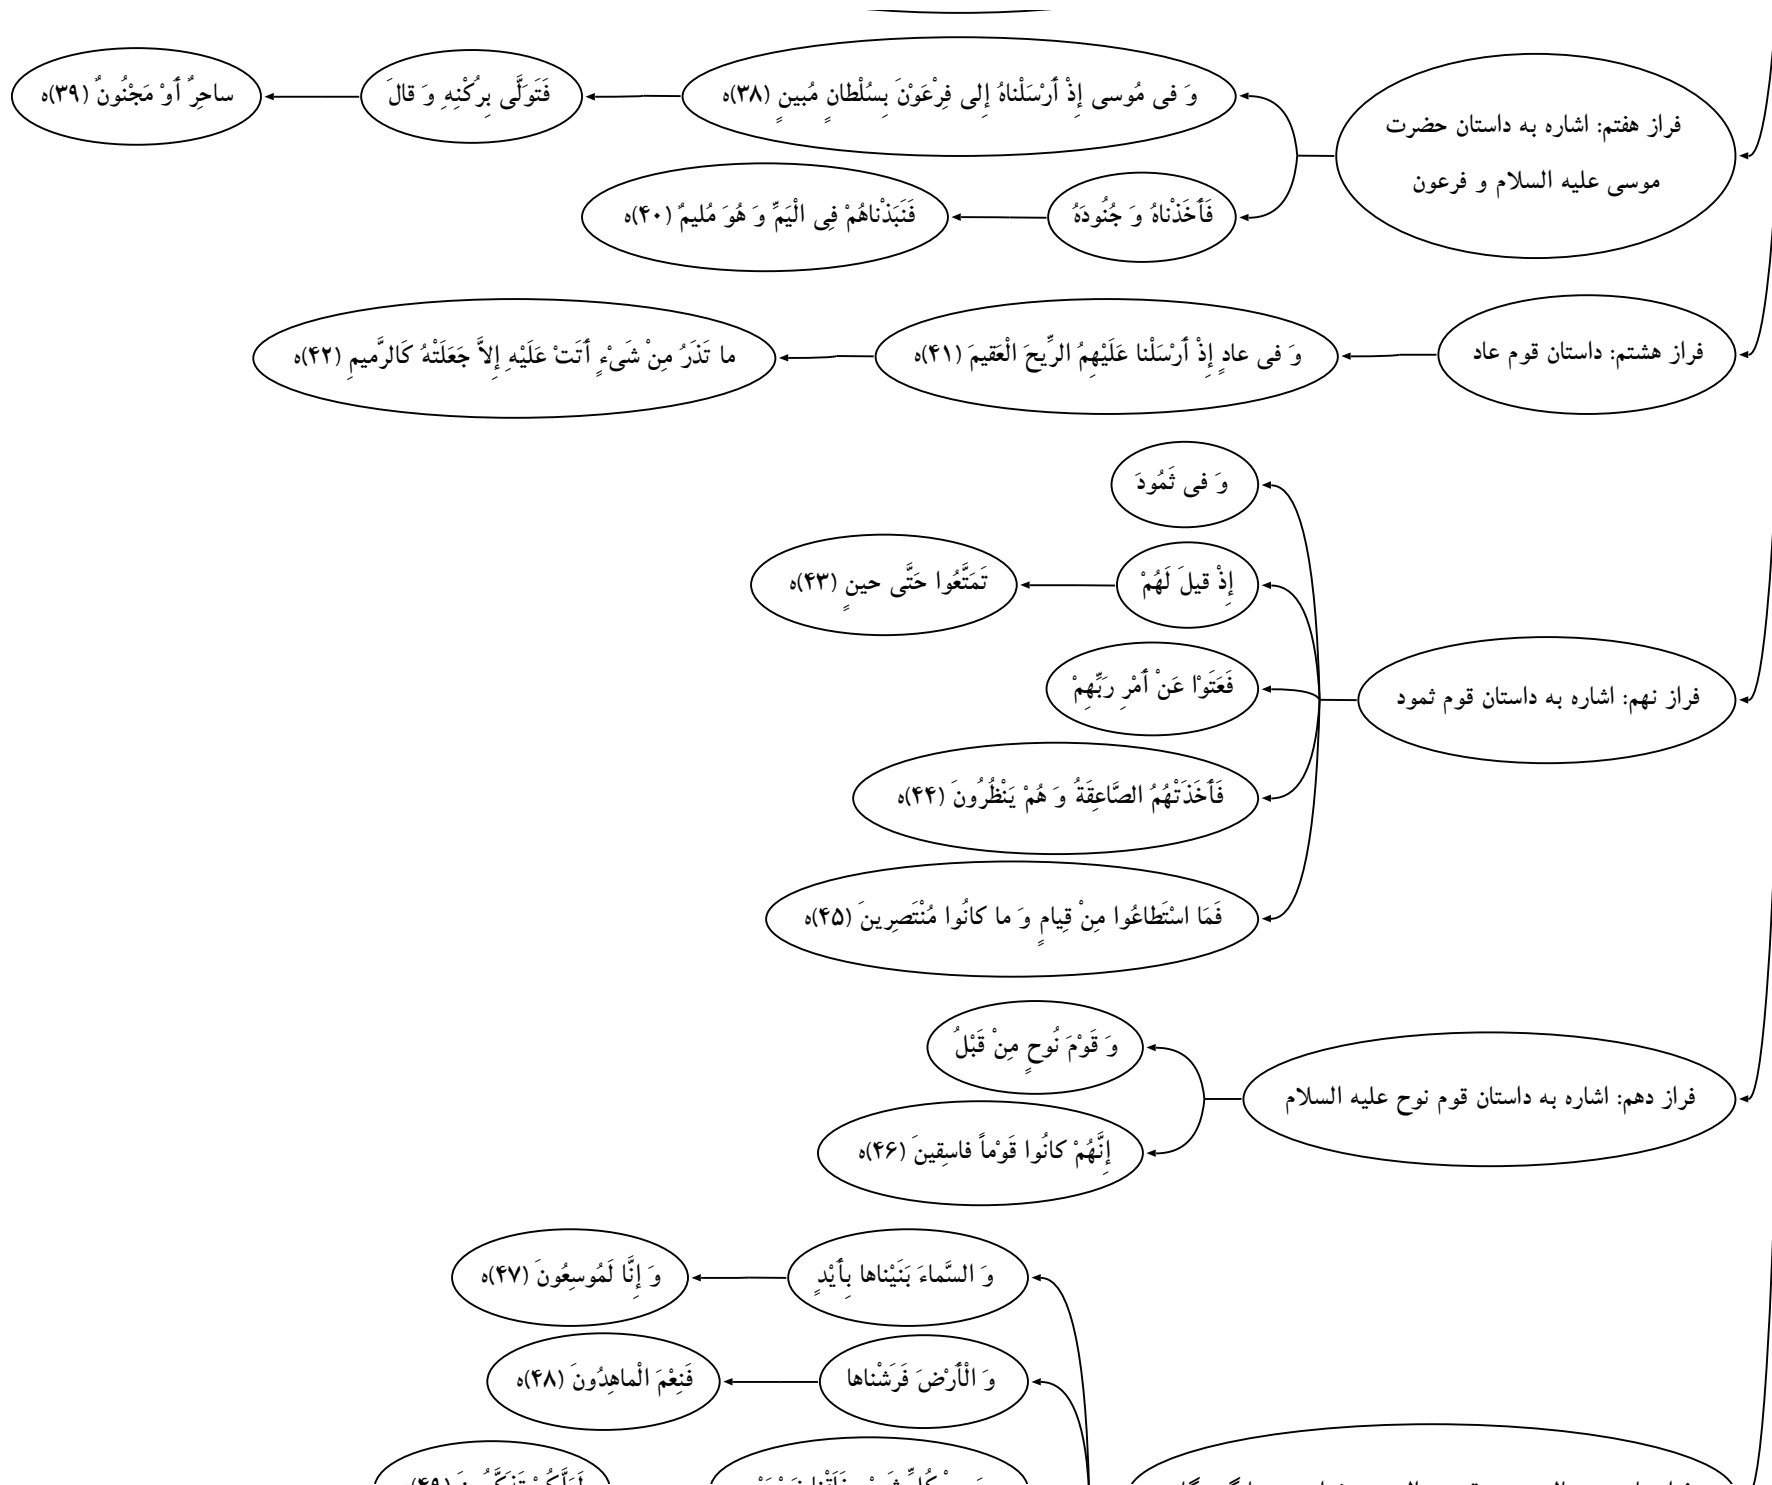 فراز هفتم: اشاره به داستان حضرت
موسی علیه السلام و فرعون
وَ فی مُوسی إِذْ أَرْسَلْناهُ إِلی فِرْعَوْنَ بِسُلْطانٍ مُبینٍ (۳۸)ه
فَتَوَلَّی بِرُکْنِهِ وَ قالَ
ساحِرٌ أَوْ مَجْنُونٌ (۳۹)ه
فَأَخَذْناهُ وَ جُنُودَهُ
فَنَبَذْناهُمْ فِی الْیَمِّ وَ هُوَ مُلیمٌ (۴۰)ه
فراز هشتم: داستان قوم عاد
وَ فی عادٍ إِذْ أَرْسَلْنا عَلَیْهِمُ الرِّیحَ الْعَقیمَ (۴۱)ه
ما تَذَرُ مِنْ شَیْءٍ أَتَتْ عَلَیْهِ إِلاَّ جَعَلَتْهُ کَالرَّمیمِ (۴۲)ه
فراز نهم: اشاره به داستان قوم ثمود
وَ فی ثَمُودَ
إِذْ قیلَ لَهُمْ
تَمَتَّعُوا حَتَّی حینٍ (۴۳)ه
فَعَتَوْا عَنْ أَمْرِ رَبِّهِمْ
فَأَخَذَتْهُمُ الصَّاعِقَةُ وَ هُمْ یَنْظُرُونَ (۴۴)ه
فَمَا اسْتَطاعُوا مِنْ قِیامٍ وَ ما کانُوا مُنْتَصِرینَ (۴۵)ه
فراز دهم: اشاره به داستان قوم نوح علیه السلام
وَ قَوْمَ نُوحٍ مِنْ قَبْلُ
إِنَّهُمْ کانُوا قَوْماً فاسِقینَ (۴۶)ه
وَ السَّماءَ بَنَیْناها بِأَیْدٍ
وَ إِنَّا لَمُوسِعُونَ (۴۷)ه
وَ الْأَرْضَ فَرَشْناها
فَنِعْمَ الْماهِدُونَ (۴۸)ه